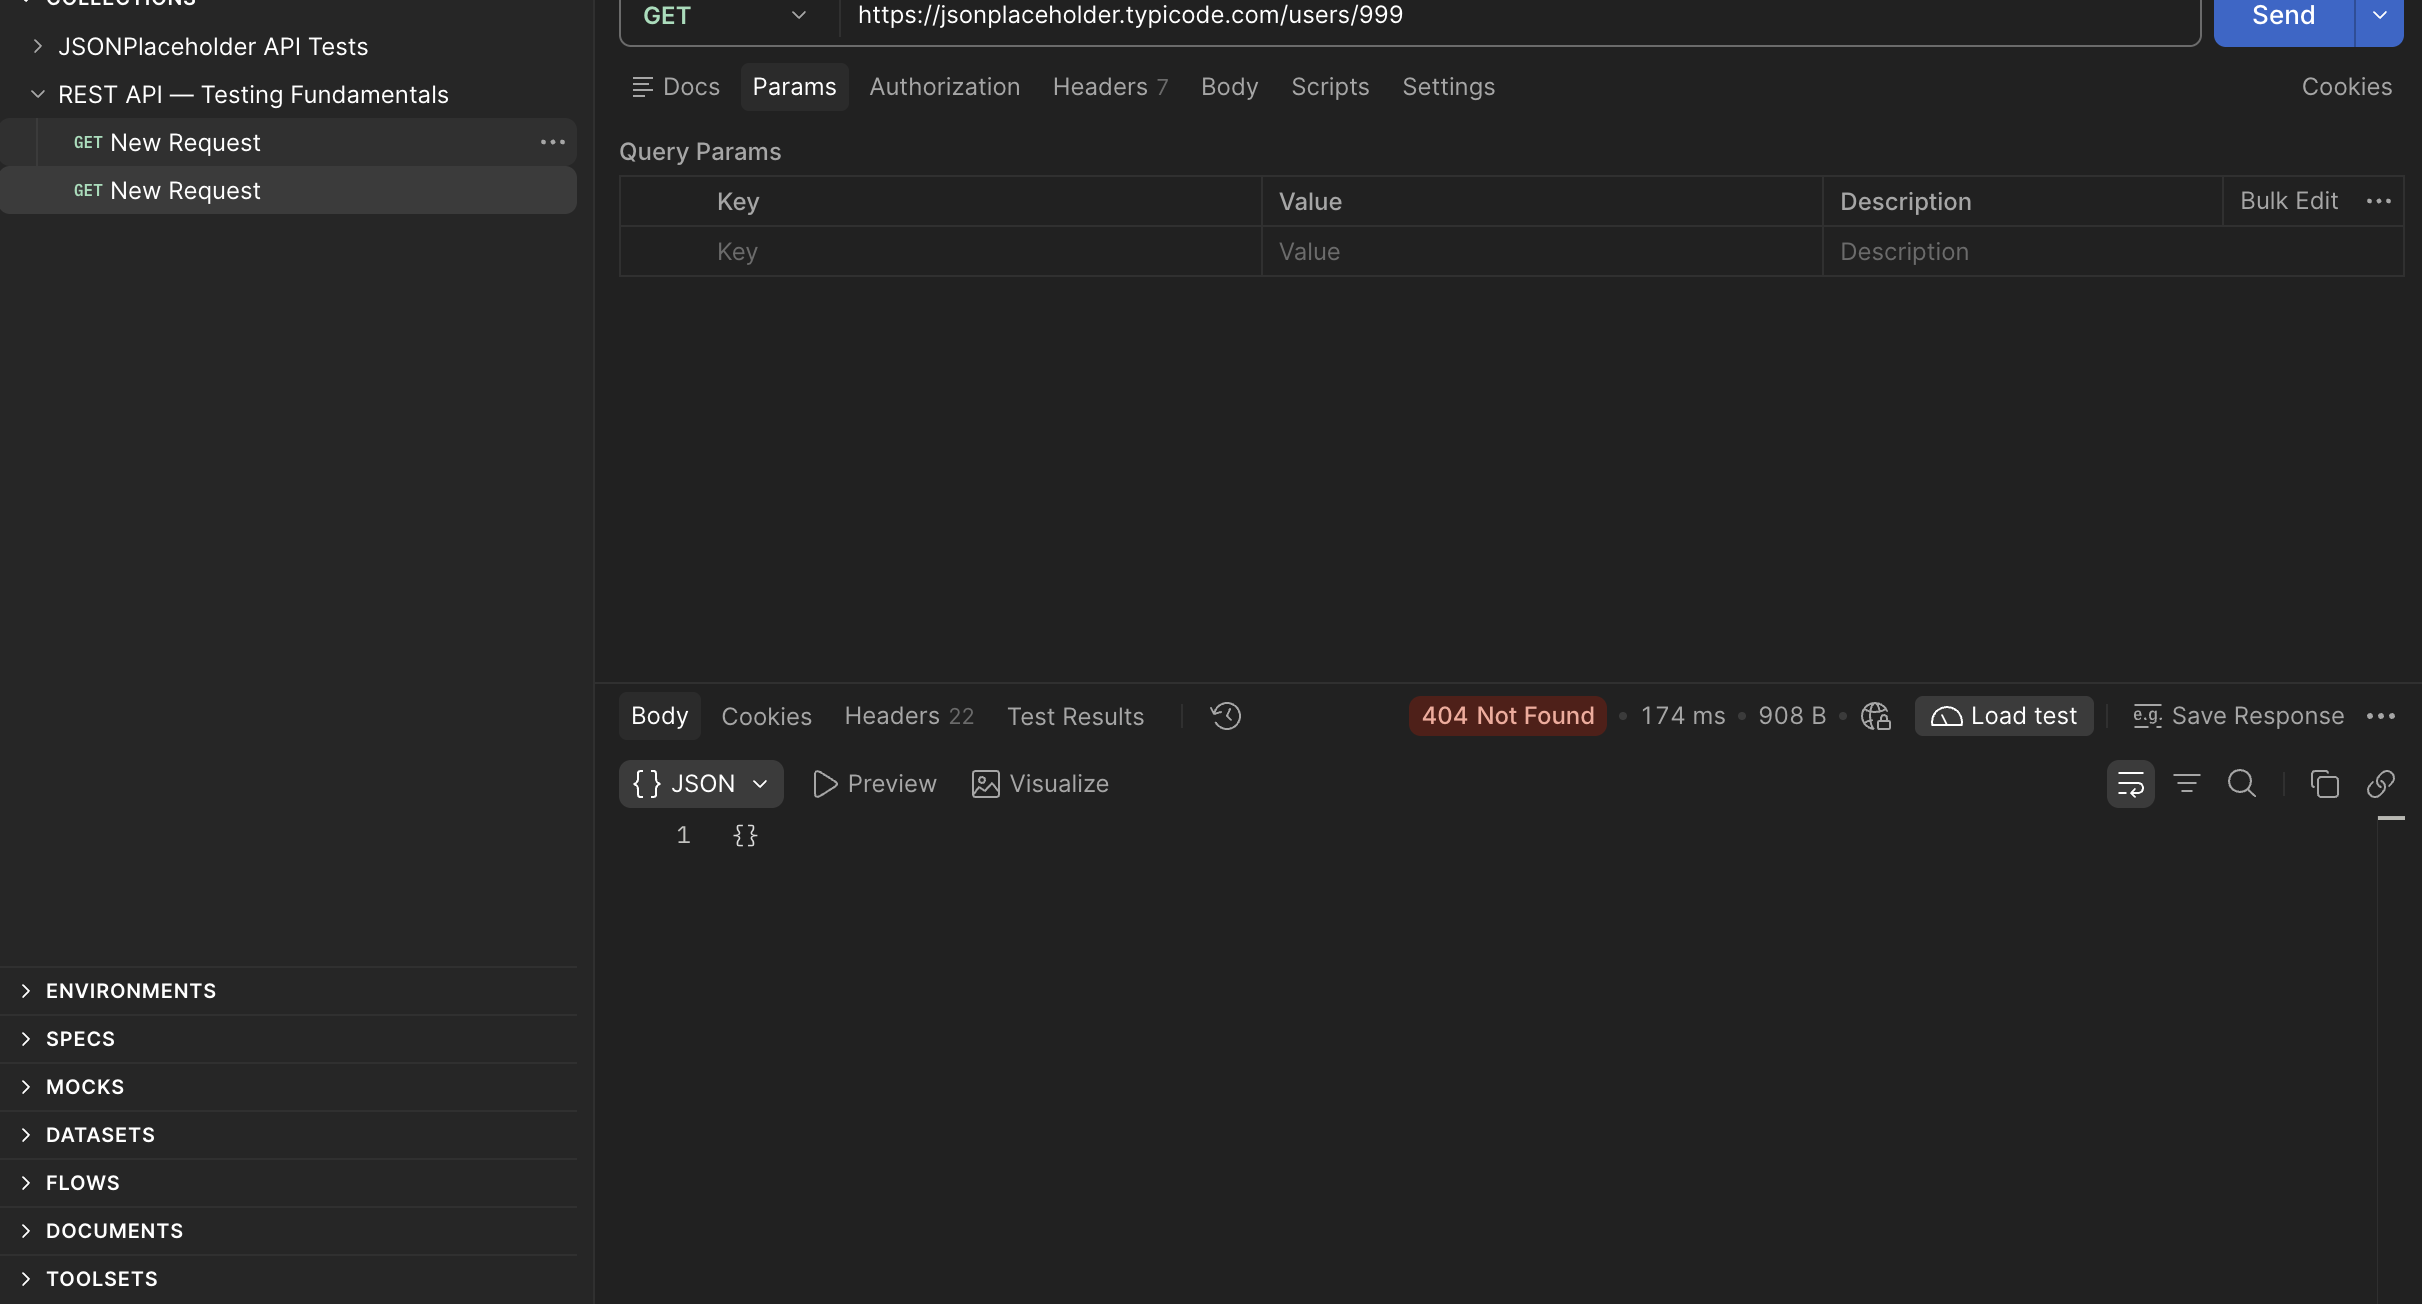 COLLECTIONS
JSONPlaceholder API Tests
REST API — Testing Fundamentals
GET New Request
GET New Request
ENVIRONMENTS
SPECS
MOCKS
DATASETS
FLOWS
DOCUMENTS
TOOLSETS
GET https://jsonplaceholder.typicode.com/users/999 Send
Docs Params Authorization Headers 7 Body Scripts Settings Cookies
Query Params
Key Value Description Bulk Edit
Key Value Description
Body Cookies Headers 22 Test Results 404 Not Found • 174 ms • 908 B • Load test e.g. Save Response
{} JSON Preview Visualize
1 {}